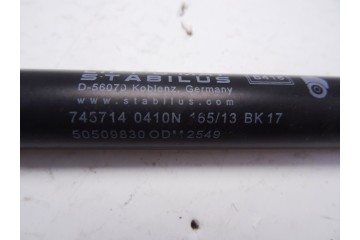 STABILUS
D-56070 Koblenz, Germany
www.stabilus.com
745714 0410N 165/13 BK17
50509830 OD** 2549